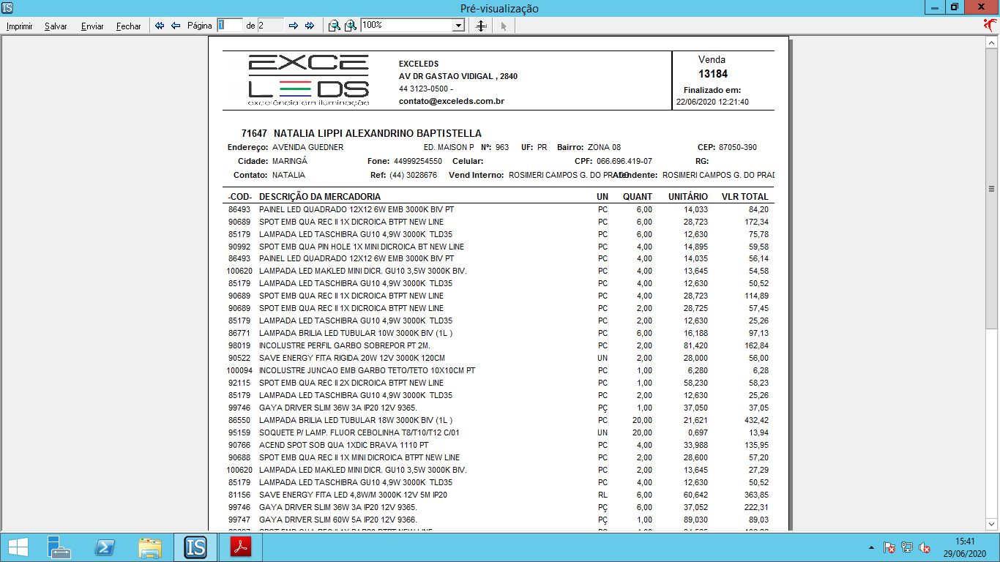 IS Pré-visualização
Imprimir Salvar Enviar Fechar Página 1 de 2 100%
EXCE
LEDS
excelência em iluminação
EXCELEDS
AV DR GASTAO VIDIGAL , 2840
44 3123-0500 -
contato@exceleds.com.br
Venda
13184
Finalizado em:
22/06/2020 12:21:40
71647 NATALIA LIPPI ALEXANDRINO BAPTISTELLA
Endereço: AVENIDA GUEDNER ED. MAISON P Nº: 963 UF: PR Bairro: ZONA 08 CEP: 87050-390
Cidade: MARINGÁ Fone: 44999254550 Celular: CPF: 066.696.419-07 RG:
Contato: NATALIA Ref: (44) 3028676 Vend Interno: ROSIMERI CAMPOS G. DO PRADO Atendente: ROSIMERI CAMPOS G. DO PRAD
-COD- DESCRIÇÃO DA MERCADORIA UN QUANT UNITÁRIO VLR TOTAL
86493 PAINEL LED QUADRADO 12X12 6W EMB 3000K BIV PT PC 6,00 14,033 84,20
90689 SPOT EMB QUA REC II 1X DICROICA BTPT NEW LINE PC 6,00 28,723 172,34
85179 LAMPADA LED TASCHIBRA GU10 4,9W 3000K TLD35 PC 6,00 12,630 75,78
90992 SPOT EMB QUA PIN HOLE 1X MINI DICROICA BT NEW LINE PC 4,00 14,895 59,58
86493 PAINEL LED QUADRADO 12X12 6W EMB 3000K BIV PT PC 4,00 14,035 56,14
100620 LAMPADA LED MAKLED MINI DICR. GU10 3,5W 3000K BIV. PC 4,00 13,645 54,58
85179 LAMPADA LED TASCHIBRA GU10 4,9W 3000K TLD35 PC 4,00 12,630 50,52
90689 SPOT EMB QUA REC II 1X DICROICA BTPT NEW LINE PC 4,00 28,723 114,89
90689 SPOT EMB QUA REC II 1X DICROICA BTPT NEW LINE PC 2,00 28,725 57,45
85179 LAMPADA LED TASCHIBRA GU10 4,9W 3000K TLD35 PC 2,00 12,630 25,26
86771 LAMPADA BRILIA LED TUBULAR 10W 3000K BIV (1L ) PC 6,00 16,188 97,13
98019 INCOLUSTRE PERFIL GARBO SOBREPOR PT 2M. PC 2,00 81,420 162,84
90522 SAVE ENERGY FITA RIGIDA 20W 12V 3000K 120CM UN 2,00 28,000 56,00
100094 INCOLUSTRE JUNCAO EMB GARBO TETO/TETO 10X10CM PT PC 1,00 6,280 6,28
92115 SPOT EMB QUA REC II 2X DICROICA BTPT NEW LINE PC 1,00 58,230 58,23
85179 LAMPADA LED TASCHIBRA GU10 4,9W 3000K TLD35 PC 2,00 12,630 25,26
99746 GAYA DRIVER SLIM 36W 3A IP20 12V 9365. PÇ 1,00 37,050 37,05
86550 LAMPADA BRILIA LED TUBULAR 18W 3000K BIV (1L ) PC 20,00 21,621 432,42
95159 SOQUETE P/ LAMP. FLUOR CEBOLINHA T8/T10/T12 C/01 UN 20,00 0,697 13,94
90766 ACEND SPOT SOB QUA 1XDIC BRAVA 1110 PT PC 4,00 33,988 135,95
90688 SPOT EMB QUA REC II 1X MINI DICROICA BTPT NEW LINE PC 2,00 28,600 57,20
100620 LAMPADA LED MAKLED MINI DICR. GU10 3,5W 3000K BIV. PC 2,00 13,645 27,29
85179 LAMPADA LED TASCHIBRA GU10 4,9W 3000K TLD35 PC 4,00 12,630 50,52
81156 SAVE ENERGY FITA LED 4,8W/M 3000K 12V 5M IP20 RL 6,00 60,642 363,85
99746 GAYA DRIVER SLIM 36W 3A IP20 12V 9365. PÇ 6,00 37,052 222,31
99747 GAYA DRIVER SLIM 60W 5A IP20 12V 9366. PÇ 1,00 89,030 89,03
IS
15:41
29/06/2020